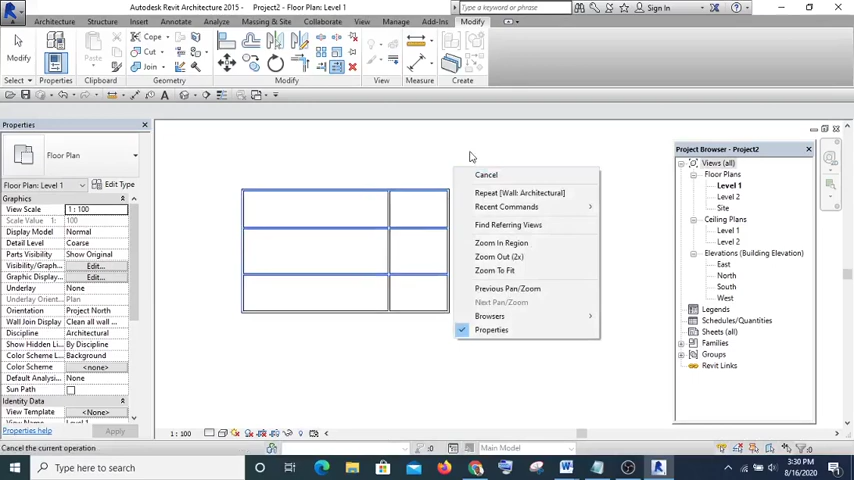 Autodesk Revit Architecture 2015 - Project2 - Floor Plan: Level 1
Type a keyword or phrase
Sign In
Architecture Structure Insert Annotate Analyze Massing & Site Collaborate View Manage Add-Ins Modify
Modify
Paste
Cope
Cut
Join
Select Properties Clipboard Geometry Modify View Measure Create
Properties
Floor Plan
Floor Plan: Level 1
Edit Type
Graphics
View Scale 1 : 100
Scale Value 1: 100
Display Model Normal
Detail Level Coarse
Parts Visibility Show Original
Visibility/Graph... Edit...
Graphic Display... Edit...
Underlay None
Underlay Orient... Plan
Orientation Project North
Wall Join Display Clean all wall ...
Discipline Architectural
Show Hidden Li... By Discipline
Color Scheme L... Background
Color Scheme <none>
Default Analysi... None
Sun Path
Identity Data
View Template <None>
View Name Level 1
Properties help
Apply
Cancel
Repeat [Wall: Architectural]
Recent Commands
Find Referring Views
Zoom In Region
Zoom Out (2x)
Zoom To Fit
Previous Pan/Zoom
Next Pan/Zoom
Browsers
Properties
Project Browser - Project2
Views (all)
Floor Plans
Level 1
Level 2
Site
Ceiling Plans
Level 1
Level 2
Elevations (Building Elevation)
East
North
South
West
Legends
Schedules/Quantities
Sheets (all)
Families
Groups
Revit Links
1 : 100
Cancel the current operation
:0
Main Model
:0
Type here to search
3:30 PM
8/16/2020